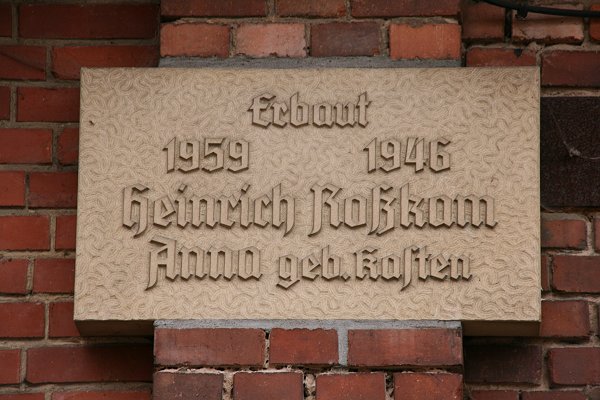 Erbaut
1959 1946
Heinrich Roßkam
Anna geb. Kasten